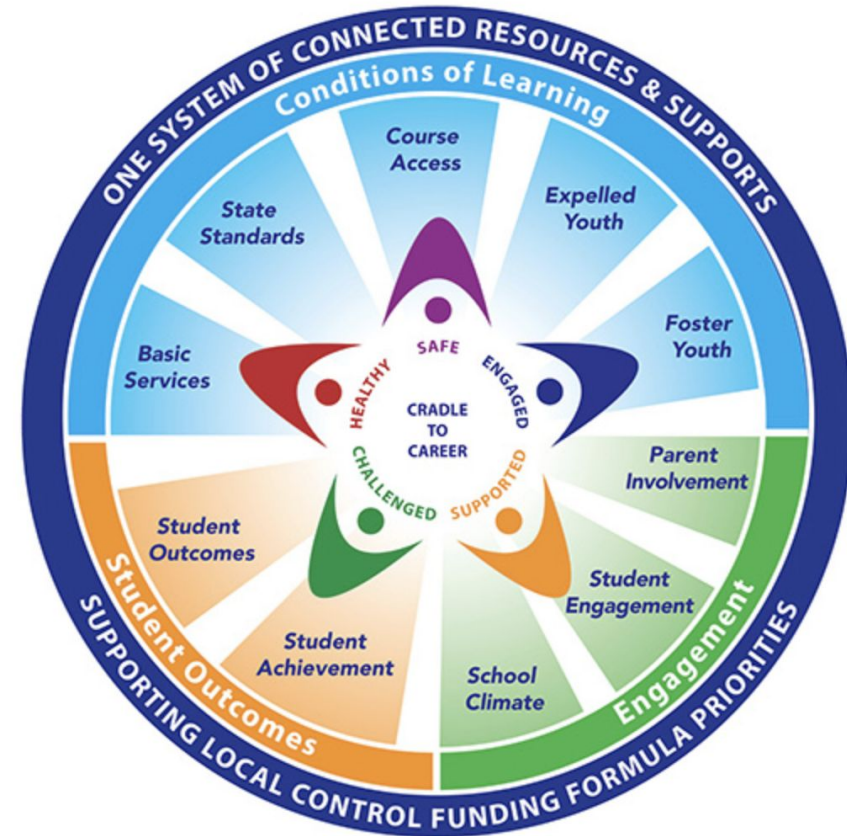 ONE SYSTEM OF CONNECTED RESOURCES & SUPPORTS
Conditions of Learning
Course
Access
State
Standards
Expelled
Youth
Basic
Services
Foster
Youth
SAFE
HEALTHY
ENGAGED
CRADLE
TO
CAREER
CHALLENGED
SUPPORTED
Parent
Involvement
Student
Outcomes
Student
Engagement
Student
Achievement
School
Climate
Student Outcomes
Engagement
SUPPORTING LOCAL CONTROL FUNDING FORMULA PRIORITIES